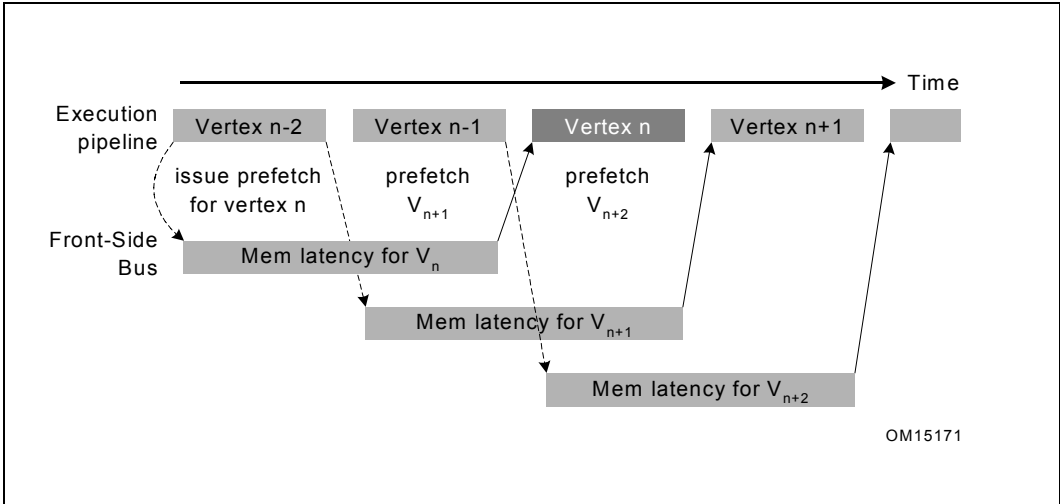 Time
Execution
pipeline
Vertex n-2
Vertex n-1
Vertex n
Vertex n+1
issue prefetch
for vertex n
prefetch
Vn+1
prefetch
Vn+2
Front-Side
Bus
Mem latency for Vn
Mem latency for Vn+1
Mem latency for Vn+2
OM15171